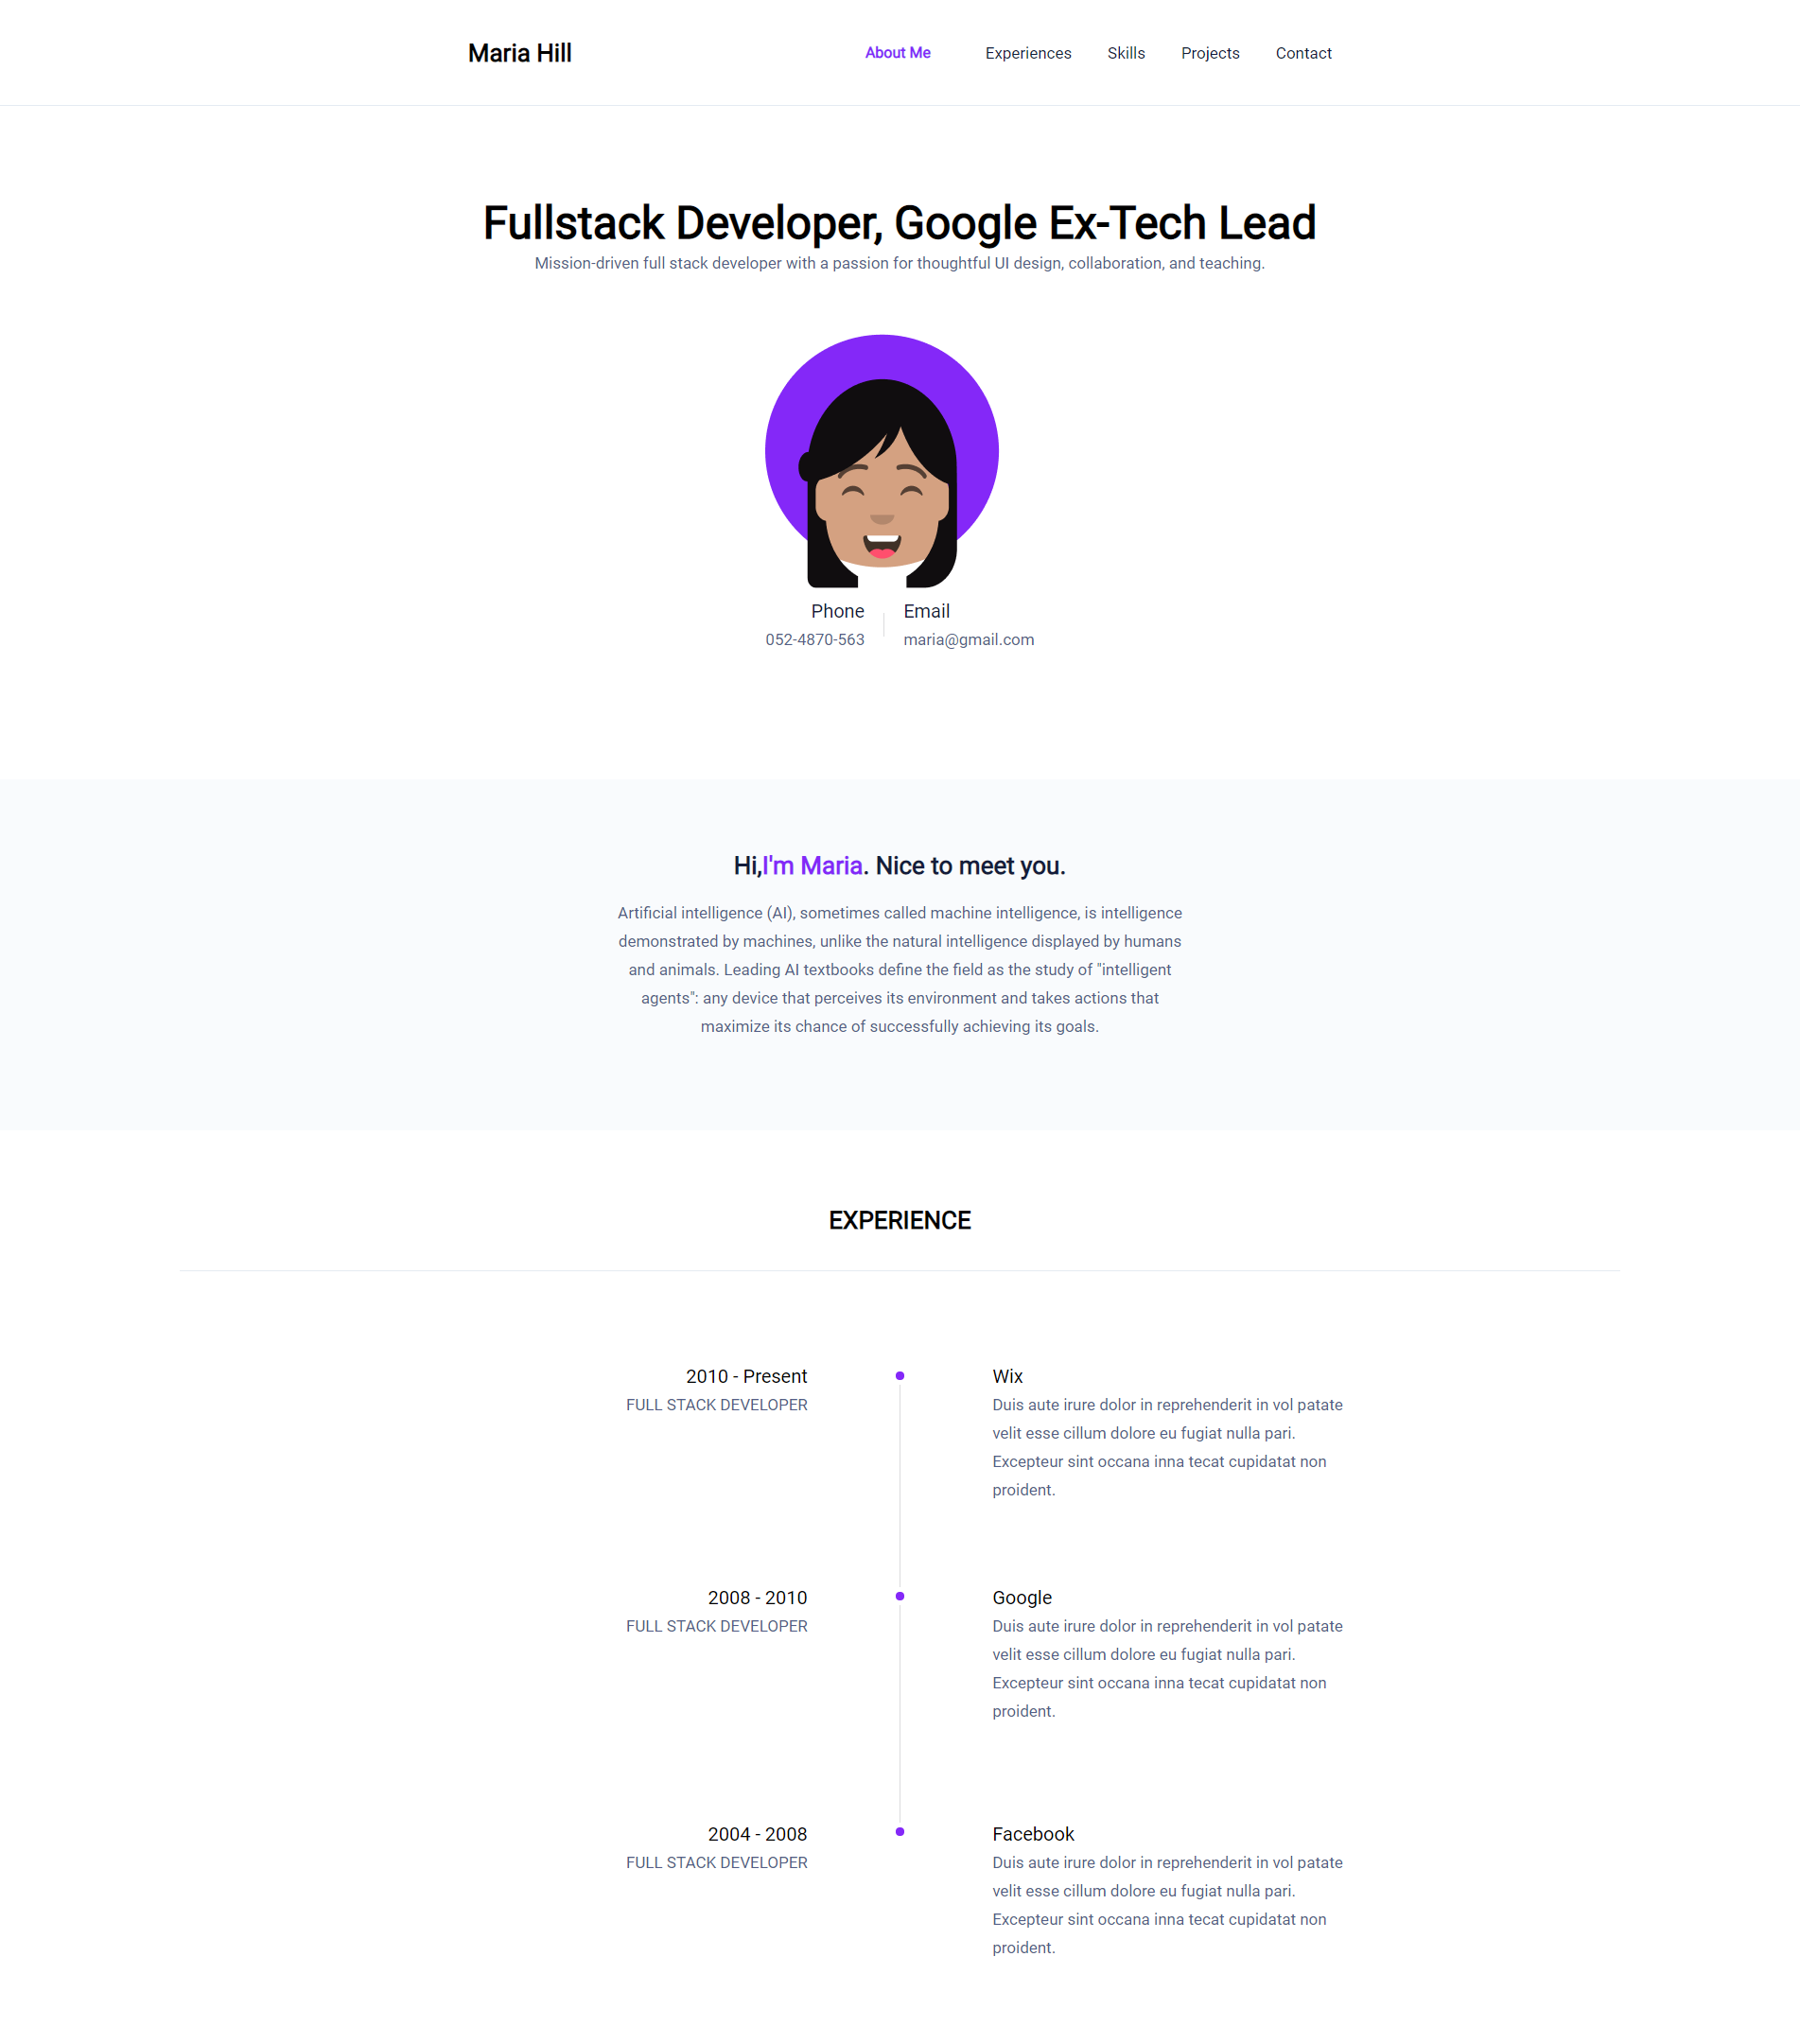 Maria Hill
About Me Experiences Skills Projects Contact
Fullstack Developer, Google Ex-Tech Lead
Mission-driven full stack developer with a passion for thoughtful UI design, collaboration, and teaching.
Phone
052-4870-563
Email
maria@gmail.com
Hi,I'm Maria. Nice to meet you.
Artificial intelligence (AI), sometimes called machine intelligence, is intelligence
demonstrated by machines, unlike the natural intelligence displayed by humans
and animals. Leading AI textbooks define the field as the study of "intelligent
agents": any device that perceives its environment and takes actions that
maximize its chance of successfully achieving its goals.
EXPERIENCE
2010 - Present
FULL STACK DEVELOPER
Wix
Duis aute irure dolor in reprehenderit in vol patate
velit esse cillum dolore eu fugiat nulla pari.
Excepteur sint occana inna tecat cupidatat non
proident.
2008 - 2010
FULL STACK DEVELOPER
Google
Duis aute irure dolor in reprehenderit in vol patate
velit esse cillum dolore eu fugiat nulla pari.
Excepteur sint occana inna tecat cupidatat non
proident.
2004 - 2008
FULL STACK DEVELOPER
Facebook
Duis aute irure dolor in reprehenderit in vol patate
velit esse cillum dolore eu fugiat nulla pari.
Excepteur sint occana inna tecat cupidatat non
proident.